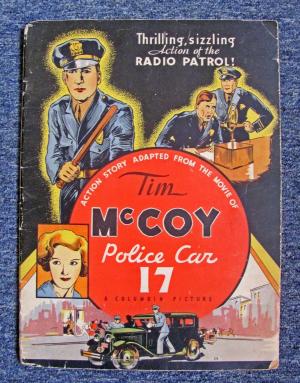 Thrilling, sizzling
Action of the
RADIO PATROL!
ACTION STORY ADAPTED FROM THE MOVIE OF
Tim
McCOY
Police Car
17
A COLUMBIA PICTURE